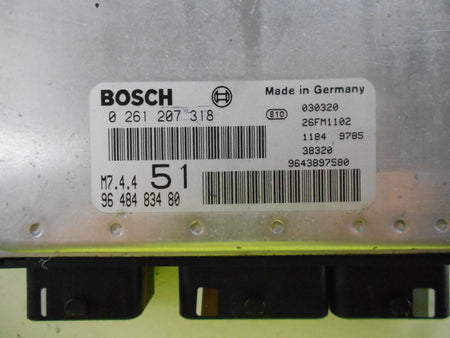 BOSCH
Made in Germany
0 261 207 318
810
030320
26FM1102
1184 9785
38320
9643897580
M7.4.4 51
96 484 834 80